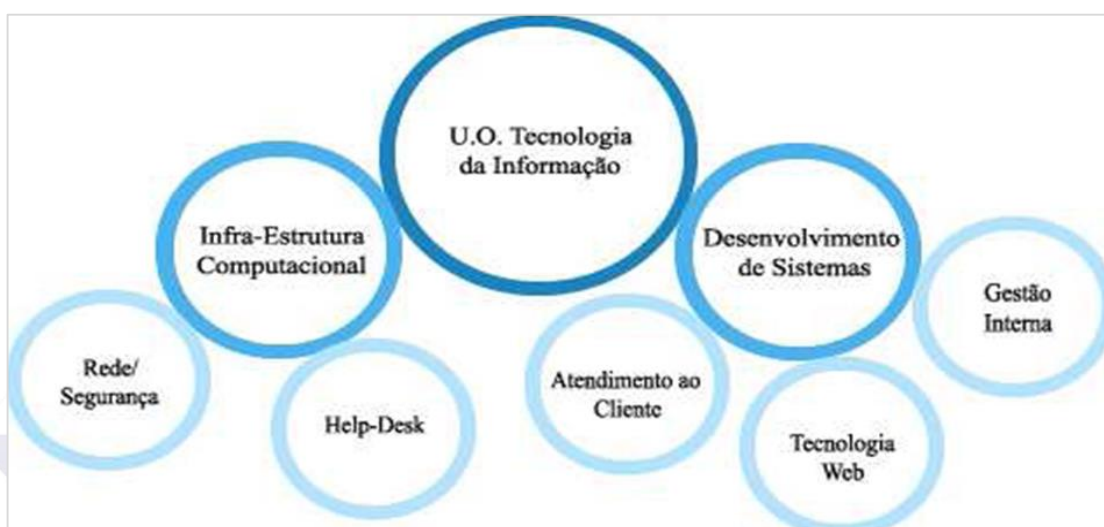 U.O. Tecnologia
da Informação
Infra-Estrutura
Computacional
Desenvolvimento
de Sistemas
Rede/
Segurança
Help-Desk
Atendimento ao
Cliente
Tecnologia
Web
Gestão
Interna